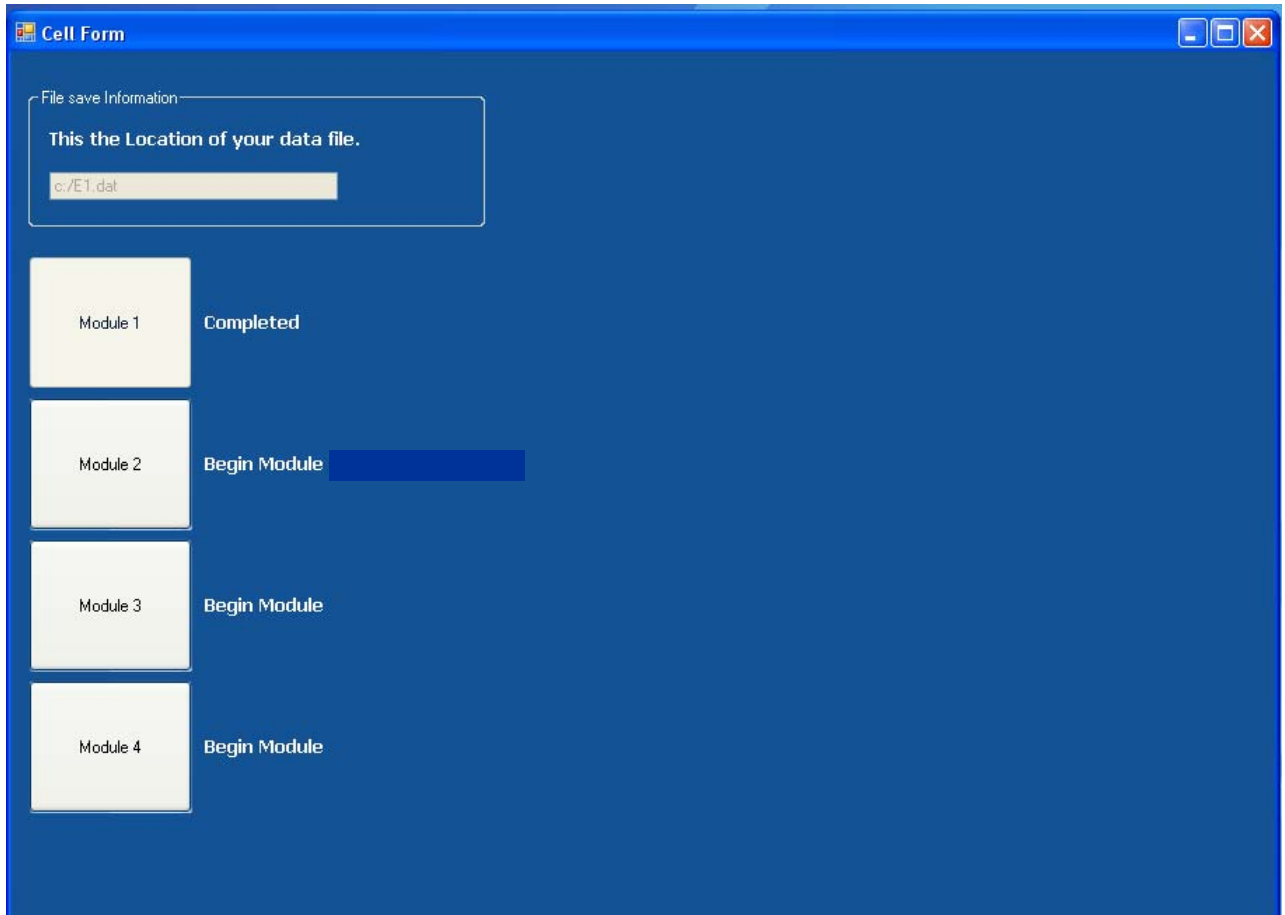 Cell Form
File save Information
This the Location of your data file.
c:/E1.dat
Module 1 Completed
Module 2 Begin Module
Module 3 Begin Module
Module 4 Begin Module